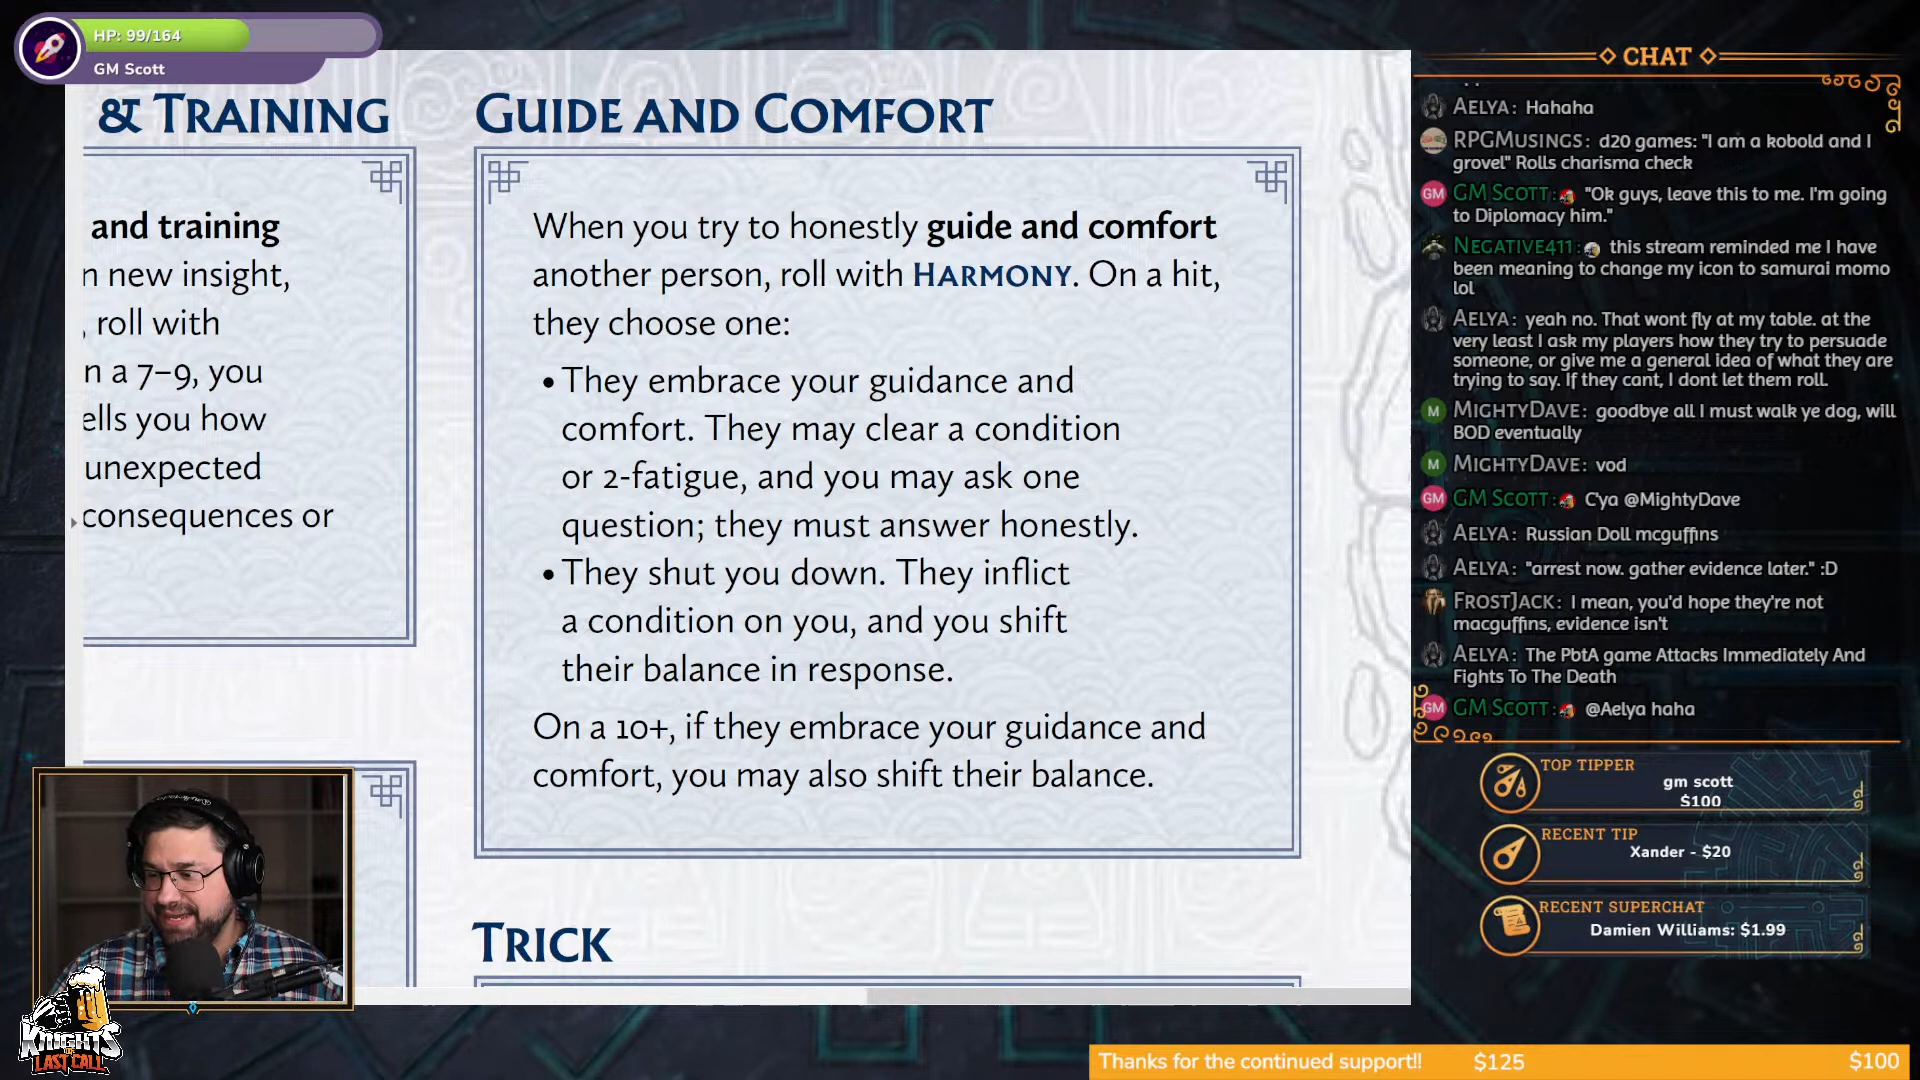 HP: 99/164
GM Scott
& TRAINING
and training
n new insight,
, roll with
n a 7–9, you
ells you how
unexpected
consequences or
GUIDE AND COMFORT
When you try to honestly guide and comfort
another person, roll with HARMONY. On a hit,
they choose one:
• They embrace your guidance and
comfort. They may clear a condition
or 2-fatigue, and you may ask one
question; they must answer honestly.
• They shut you down. They inflict
a condition on you, and you shift
their balance in response.
On a 10+, if they embrace your guidance and
comfort, you may also shift their balance.
TRICK
CHAT
AELYA: Hahaha
RPGMUSINGS: d20 games: "I am a kobold and I
grovel" Rolls charisma check
GM
GM SCOTT: "Ok guys, leave this to me. I'm going
to Diplomacy him."
NEGATIVE411: this stream reminded me I have
been meaning to change my icon to samurai momo
lol
AELYA: yeah no. That wont fly at my table. at the
very least I ask my players how they try to persuade
someone, or give me a general idea of what they are
trying to say. If they cant, I dont let them roll.
M
MIGHTYDAVE: goodbye all I must walk ye dog, will
BOD eventually
M
MIGHTYDAVE: vod
GM
GM SCOTT: C'ya @MightyDave
AELYA: Russian Doll mcguffins
AELYA: "arrest now. gather evidence later." :D
FROSTJACK: I mean, you'd hope they're not
macguffins, evidence isn't
AELYA: The PbtA game Attacks Immediately And
Fights To The Death
GM
GM SCOTT: @Aelya haha
TOP TIPPER
gm scott
$100
RECENT TIP
Xander - $20
RECENT SUPERCHAT
Damien Williams: $1.99
KNIGHTS
LAST CALL
Thanks for the continued support!! $125 $100